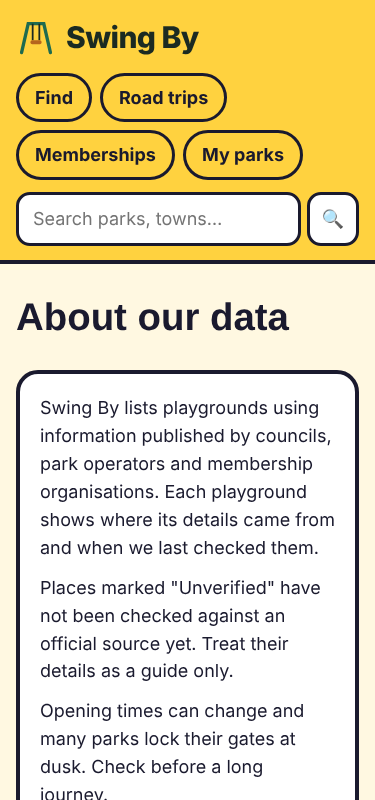 Swing By
Find
Road trips
Memberships
My parks
Search parks, towns...
About our data
Swing By lists playgrounds using
information published by councils,
park operators and membership
organisations. Each playground
shows where its details came from
and when we last checked them.
Places marked "Unverified" have
not been checked against an
official source yet. Treat their
details as a guide only.
Opening times can change and
many parks lock their gates at
dusk. Check before a long
journey.